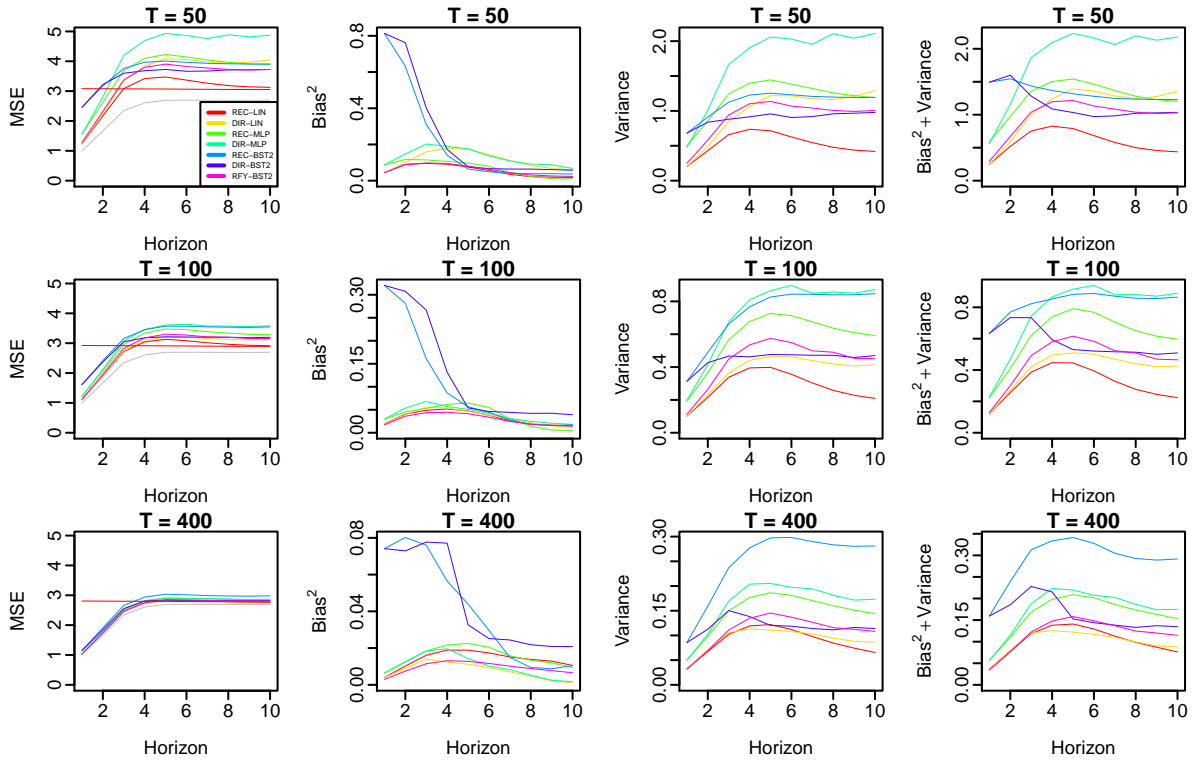 T = 50
T = 50
T = 50
T = 50
MSE
0 1 2 3 4 5
REC−LIN
DIR−LIN
REC−MLP
DIR−MLP
REC−BST2
DIR−BST2
RFY−BST2
2 4 6 8 10
Horizon
Bias²
0.0 0.4 0.8
2 4 6 8 10
Horizon
Variance
0.0 1.0 2.0
2 4 6 8 10
Horizon
Bias² + Variance
0.0 1.0 2.0
2 4 6 8 10
Horizon
T = 100
T = 100
T = 100
T = 100
MSE
0 1 2 3 4 5
2 4 6 8 10
Horizon
Bias²
0.00 0.15 0.30
2 4 6 8 10
Horizon
Variance
0.0 0.4 0.8
2 4 6 8 10
Horizon
Bias² + Variance
0.0 0.4 0.8
2 4 6 8 10
Horizon
T = 400
T = 400
T = 400
T = 400
MSE
0 1 2 3 4 5
2 4 6 8 10
Horizon
Bias²
0.00 0.04 0.08
2 4 6 8 10
Horizon
Variance
0.00 0.15 0.30
2 4 6 8 10
Horizon
Bias² + Variance
0.00 0.15 0.30
2 4 6 8 10
Horizon